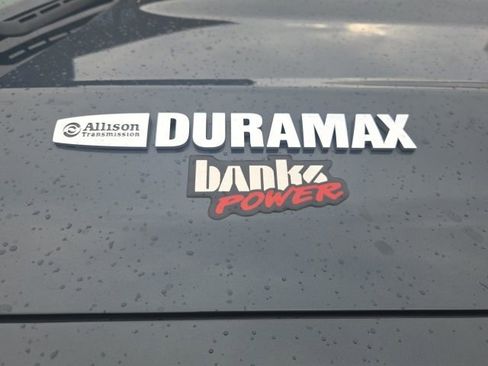 Allison
Transmission
DURAMAX
banks
POWER